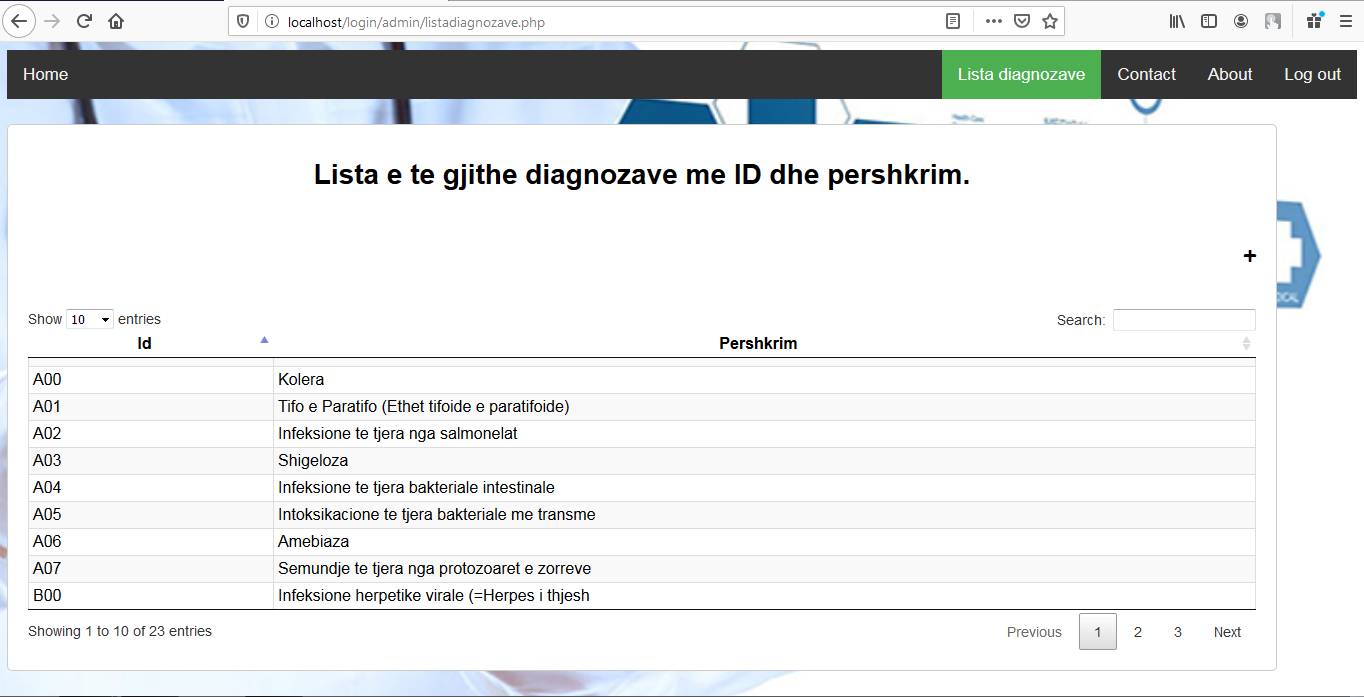 localhost/login/admin/listadiagnozave.php
Home Lista diagnozave Contact About Log out
Lista e te gjithe diagnozave me ID dhe pershkrim.
+
Show 10 entries Search:
Id Pershkrim
A00 Kolera
A01 Tifo e Paratifo (Ethet tifoide e paratifoide)
A02 Infeksione te tjera nga salmonelat
A03 Shigeloza
A04 Infeksione te tjera bakteriale intestinale
A05 Intoksikacione te tjera bakteriale me transme
A06 Amebiaza
A07 Semundje te tjera nga protozoaret e zorreve
B00 Infeksione herpetike virale (=Herpes i thjesh
Showing 1 to 10 of 23 entries Previous 1 2 3 Next